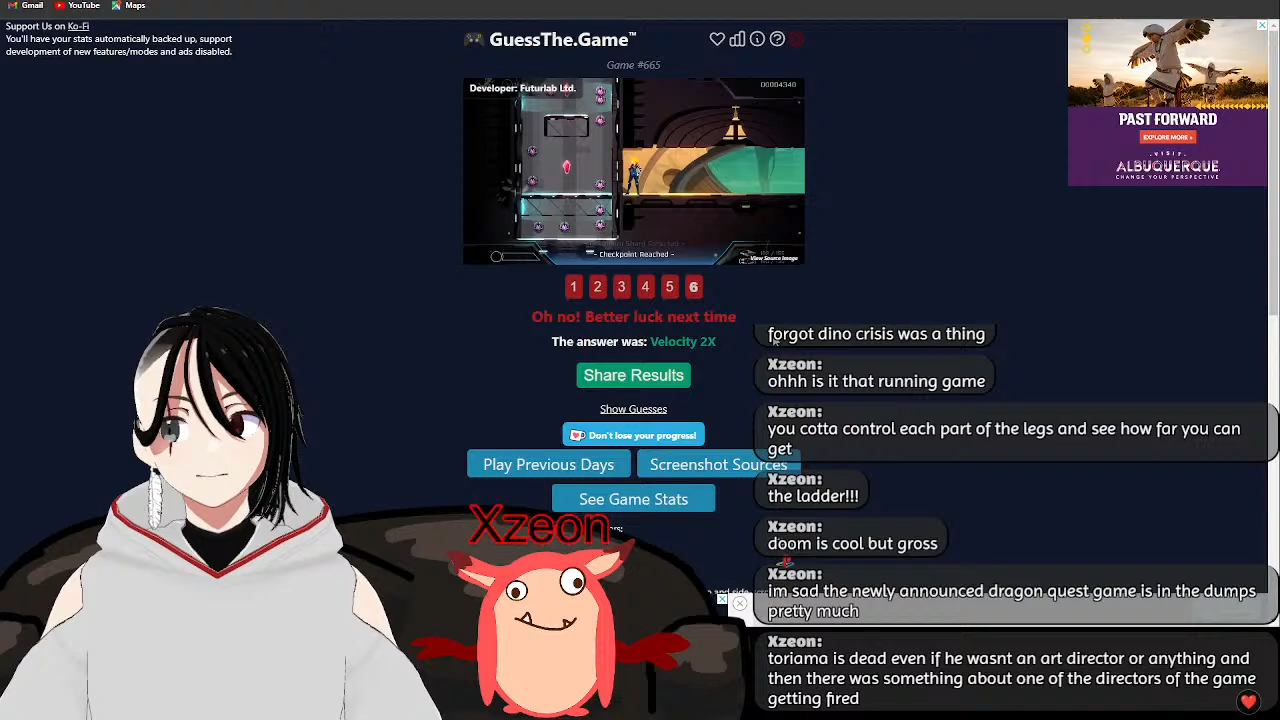 Gmail YouTube Maps
Support Us on Ko-Fi
You'll have your stats automatically backed up, support
development of new features/modes and ads disabled.
GuessThe.Game™
Game #665
Developer: Futurlab Ltd.
00004340
- Checkpoint Reached -
View Source Image
1 2 3 4 5 6
Oh no! Better luck next time
The answer was: Velocity 2X
Share Results
Show Guesses
Don't lose your progress!
Play Previous Days
Screenshot Sources
See Game Stats
PAST FORWARD
EXPLORE MORE
VISIT
ALBUQUERQUE
CHANGE YOUR PERSPECTIVE
forgot dino crisis was a thing
Xzeon:
ohhh is it that running game
Xzeon:
you cotta control each part of the legs and see how far you can
get
Xzeon:
the ladder!!!
Xzeon:
doom is cool but gross
Xzeon:
im sad the newly announced dragon quest game is in the dumps
pretty much
Xzeon:
toriama is dead even if he wasnt an art director or anything and
then there was something about one of the directors of the game
getting fired
Xzeon